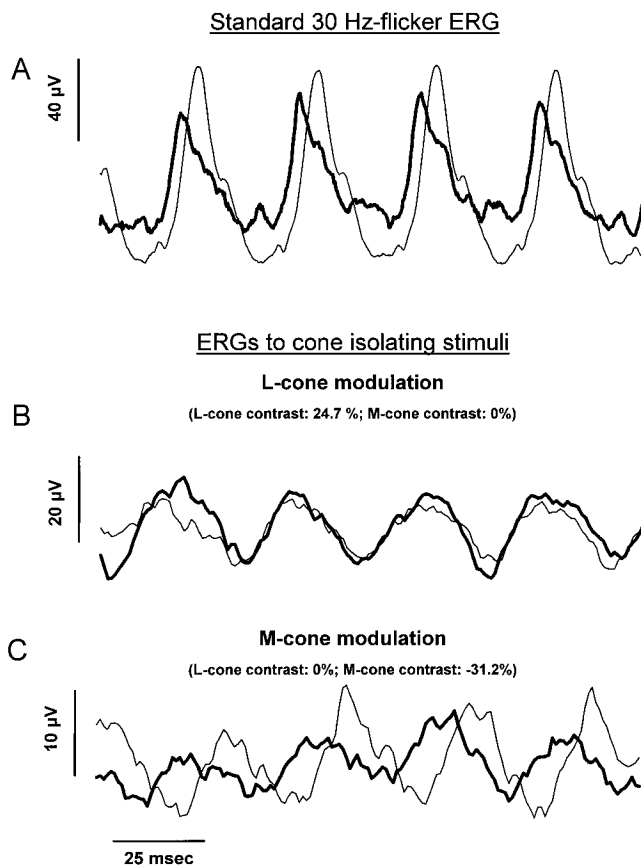 Standard 30 Hz-flicker ERG
A
40 µV
ERGs to cone isolating stimuli
L-cone modulation
(L-cone contrast: 24.7 %; M-cone contrast: 0%)
B
20 µV
M-cone modulation
C
(L-cone contrast: 0%; M-cone contrast: -31.2%)
10 µV
25 msec